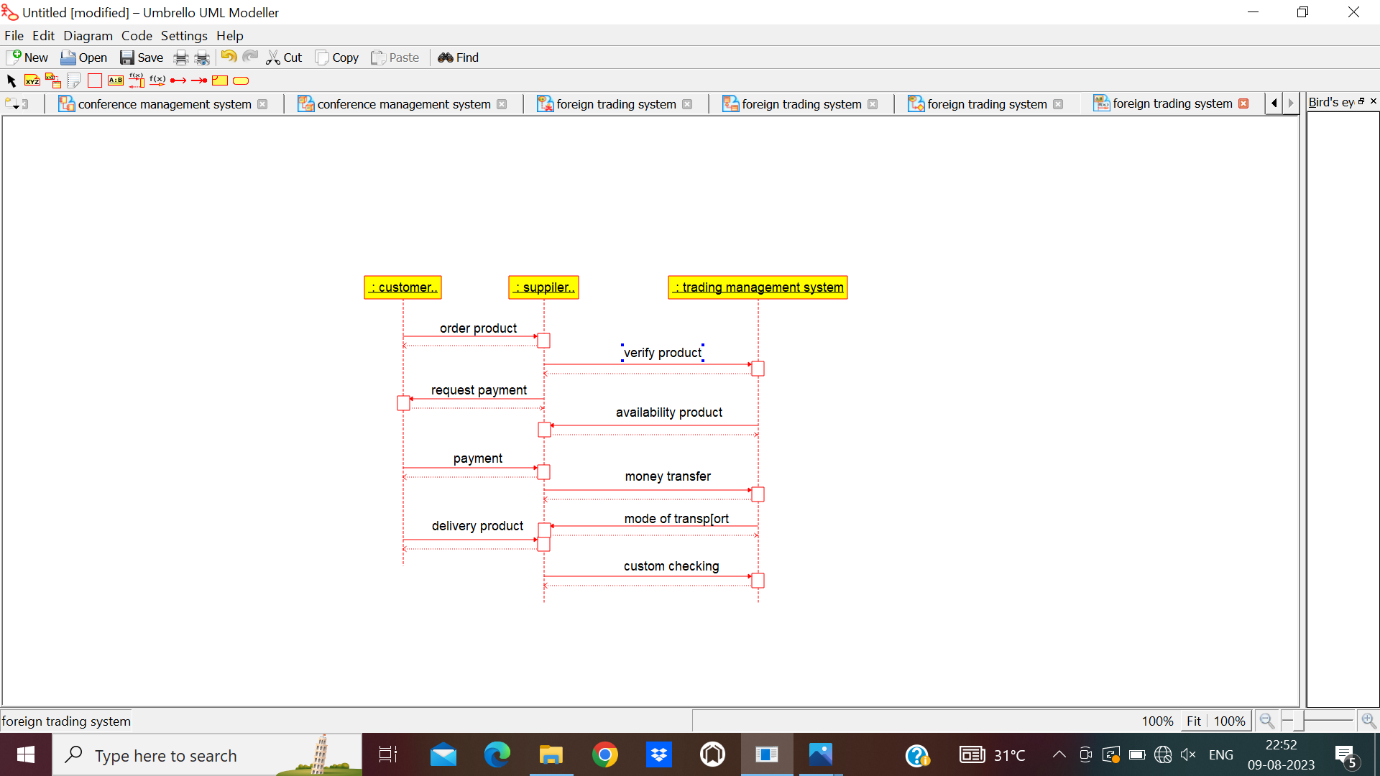 Untitled [modified] – Umbrello UML Modeller
File Edit Diagram Code Settings Help
New Open Save Cut Copy Paste Find
XYZ A:B f(x) f(x)
conference management system conference management system foreign trading system foreign trading system foreign trading system foreign trading system Bird's ey
: customer.. : suppiler.. : trading management system
order product
verify product
request payment
availability product
payment
money transfer
mode of transp[ort
delivery product
custom checking
foreign trading system 100% Fit 100%
Type here to search 31°C ENG 22:52
09-08-2023 5